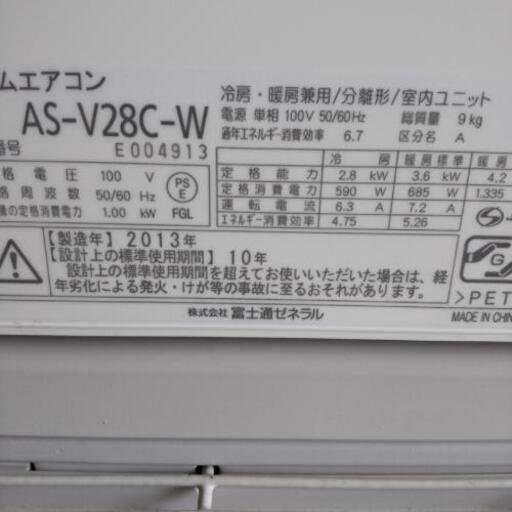 ムエアコン
AS-V28C-W
番号 E004913
冷房・暖房兼用/分離形/室内ユニット
電源 単相100V 50/60Hz 総質量 9kg
通年エネルギー消費効率 6.7 区分名 A
冷房 暖房標準 暖房
定格能力 2.8 kW 3.6 kW 4.2
定格消費電力 590 W 685 W 1.335
運転電流 6.3 A 7.2 A
エネルギー消費効率 4.75 5.26
格電圧 100 V
格周波数 50/60 Hz
の定格消費電力 1.00 kW
PS
E
FGL
【製造年】2013年
【設計上の標準使用期間】10年
設計上の標準使用期間を超えてお使いいただいた場合は、経
年劣化による発火・けが等の事故に至るおそれがあります。
G
>PET
株式会社 富士通ゼネラル
MADE IN CHIN